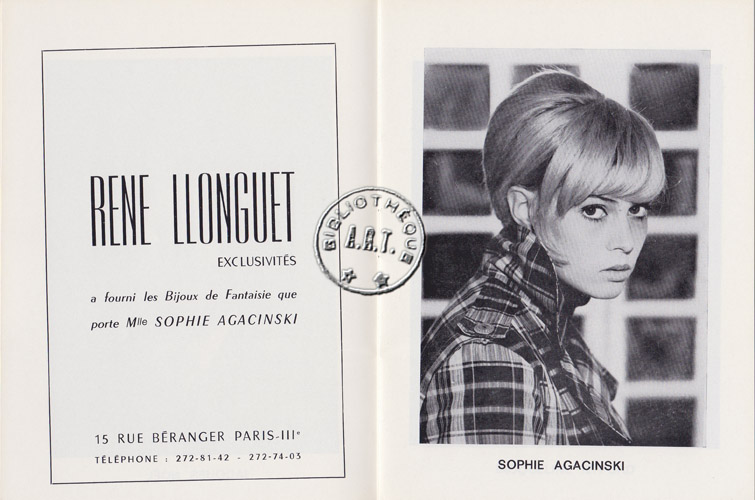 RENE LLONGUET
EXCLUSIVITÉS
a fourni les Bijoux de Fantaisie que
porte Mlle SOPHIE AGACINSKI
15 RUE BÉRANGER PARIS-IIIe
TÉLÉPHONE : 272-81-42 - 272-74-03
BIBLIOTHÈQUE
A.R.T.
SOPHIE AGACINSKI